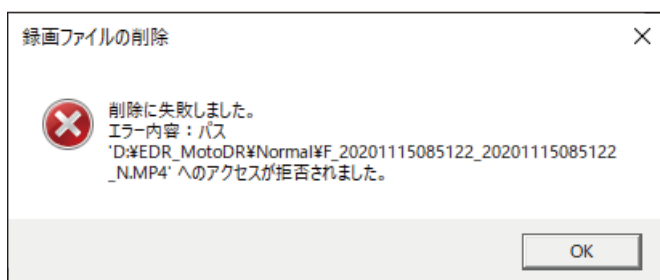 録画ファイルの削除
削除に失敗しました。
エラー内容：パス
'D:¥EDR_MotoDR¥Normal¥F_20201115085122_20201115085122
_N.MP4' へのアクセスが拒否されました。
OK